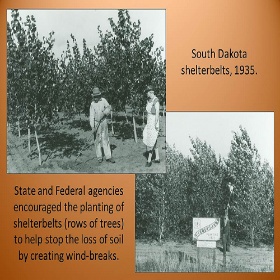 South Dakota
shelterbelts, 1935.
State and Federal agencies
encouraged the planting of
shelterbelts (rows of trees)
to help stop the loss of soil
by creating wind-breaks.